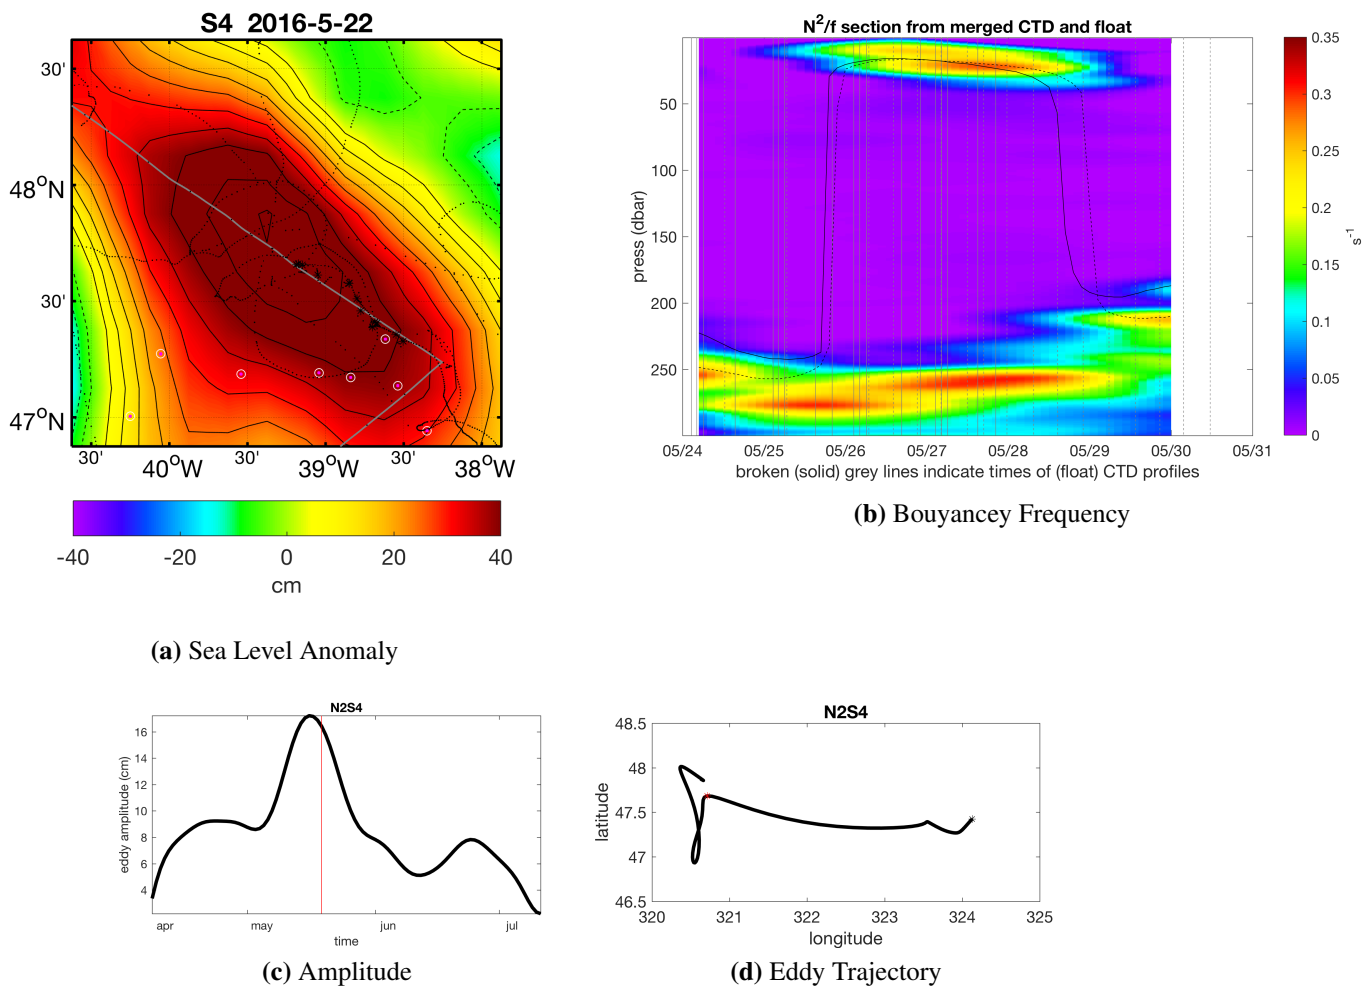 S4 2016-5-22
30'
48°N
30'
47°N
30' 40°W 30' 39°W 30' 38°W
-40 -20 0 20 40
cm
(a) Sea Level Anomaly
N²/f section from merged CTD and float
press (dbar)
50
100
150
200
250
05/24 05/25 05/26 05/27 05/28 05/29 05/30 05/31
broken (solid) grey lines indicate times of (float) CTD profiles
0.35
0.3
0.25
0.2
0.15
0.1
0.05
0
s⁻¹
(b) Bouyancey Frequency
N2S4
eddy amplitude (cm)
16
14
12
10
8
6
4
apr may jun jul
time
(c) Amplitude
N2S4
latitude
48.5
48
47.5
47
46.5
320 321 322 323 324 325
longitude
(d) Eddy Trajectory